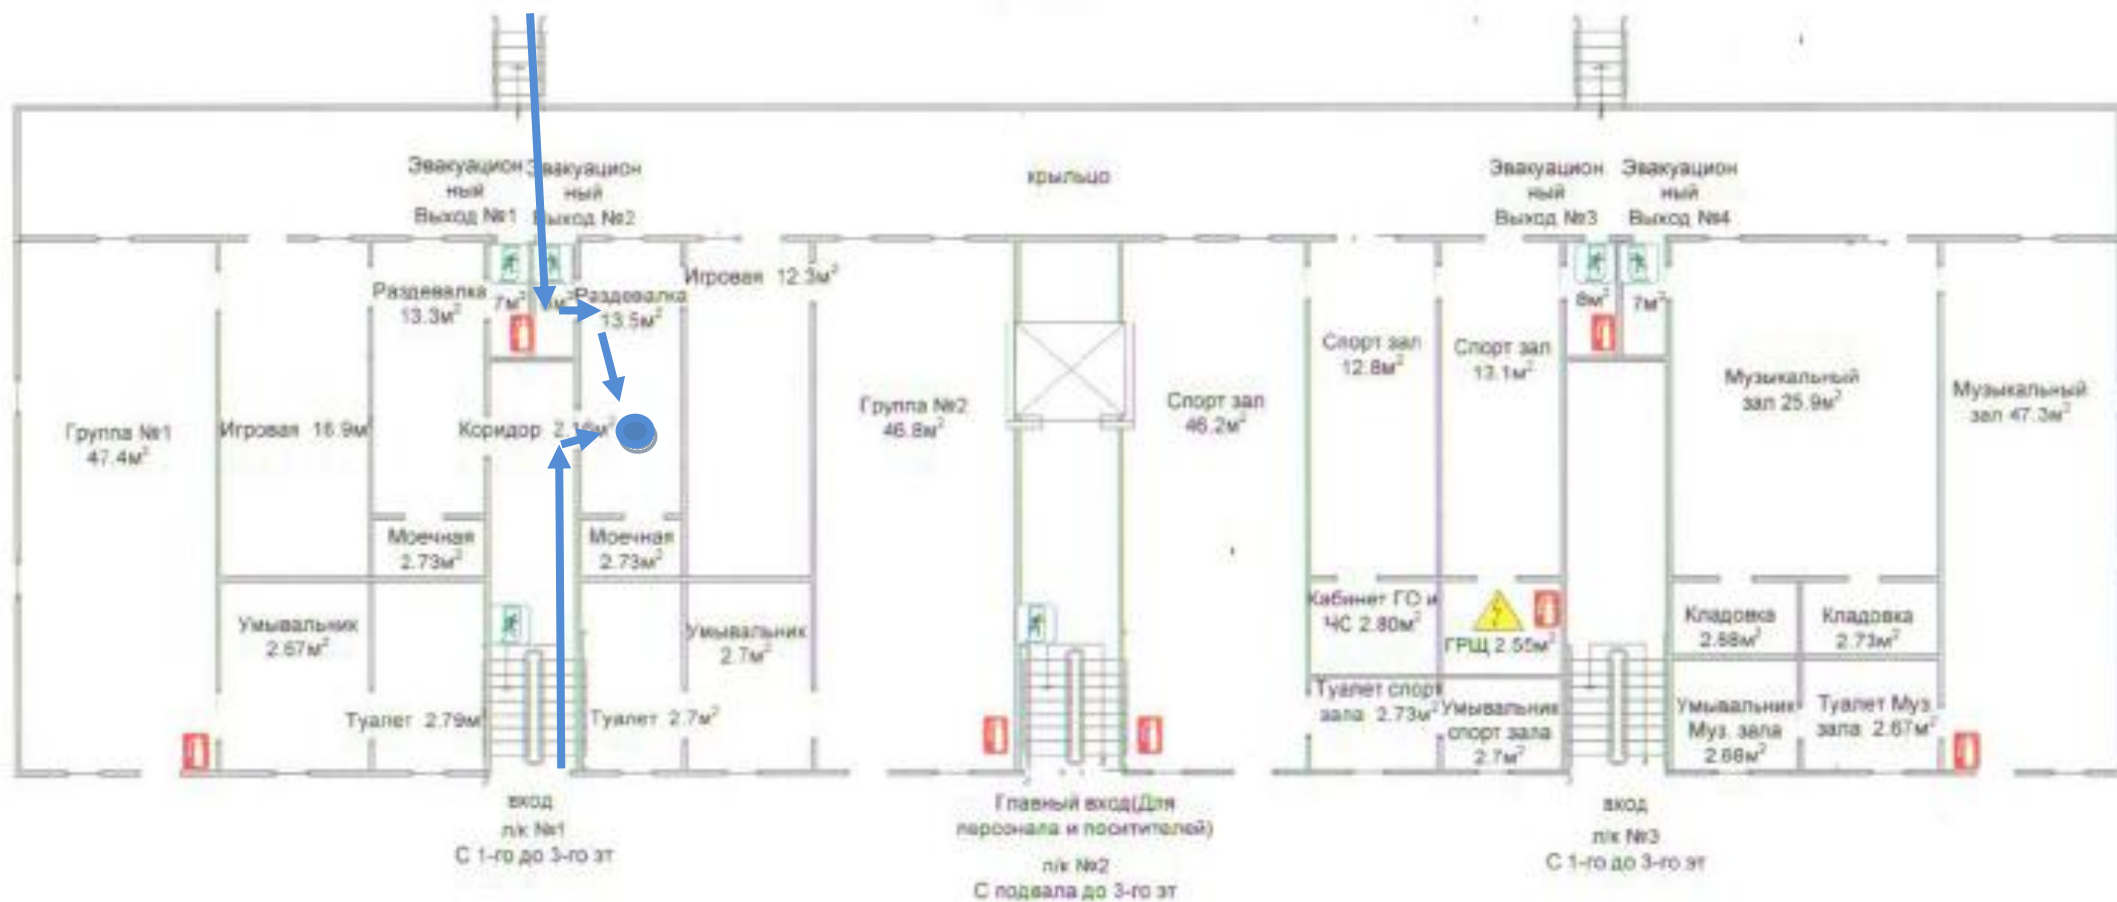 Эвакуацион
ный
Выход №1
Эвакуацион
ный
Выход №2
крыльцо
Эвакуацион
ный
Выход №3
Эвакуацион
ный
Выход №4
Раздевалка
13.3м²
7м²
Раздевалка
13.5м²
Игровая 12.3м²
8м²
7м²
Группа №1
47.4м²
Игровая 16.9м²
Коридор
Группа №2
46.8м²
Спорт зал
46.2м²
Спорт зал
12.8м²
Спорт зал
13.1м²
Музыкальный
зал 25.9м²
Музыкальный
зал 47.3м²
Моечная
2.73м²
Моечная
2.73м²
Умывальник
2.67м²
Умывальник
2.7м²
Кабинет ГО и
ЧС 2.80м²
ГРЩ 2.55м²
Кладовка
2.68м²
Кладовка
2.73м²
Туалет 2.79м²
Туалет 2.7м²
Туалет спорт
зала 2.73м²
Умывальник
спорт зала
2.7м²
Умывальник
Муз. зала
2.68м²
Туалет Муз.
зала 2.67м²
вход
л/к №1
С 1-го до 3-го эт
Главный вход(Для
персонала и поситителей)
л/к №2
С подвала до 3-го эт
вход
л/к №3
С 1-го до 3-го эт